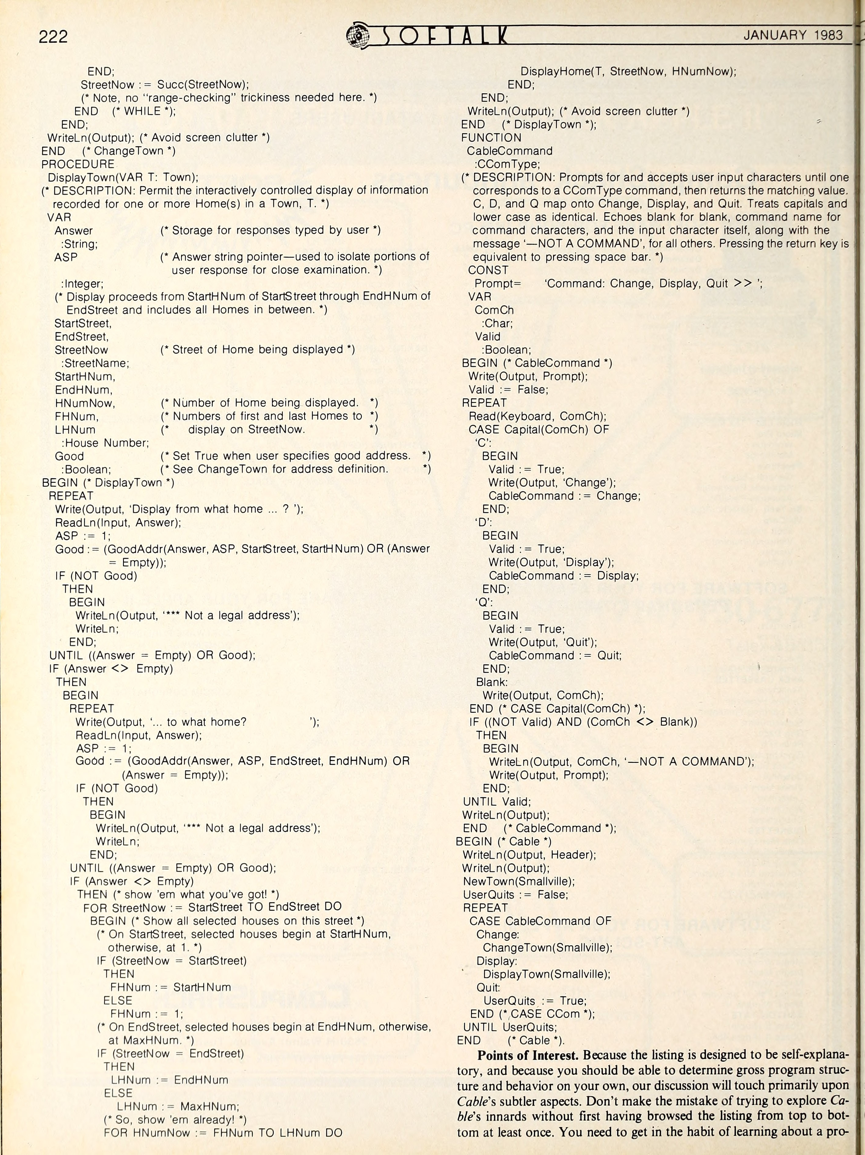 222
SOFTALK
JANUARY 1983
END;
StreetNow := Succ(StreetNow);
(* Note, no "range-checking" trickiness needed here. *)
END (* WHILE *);
END;
WriteLn(Output); (* Avoid screen clutter *)
END (* ChangeTown *)
PROCEDURE
DisplayTown(VAR T: Town);
(* DESCRIPTION: Permit the interactively controlled display of information
recorded for one or more Home(s) in a Town, T. *)
VAR
Answer (* Storage for responses typed by user *)
:String;
ASP (* Answer string pointer—used to isolate portions of
user response for close examination. *)
:Integer;
(* Display proceeds from StartHNum of StartStreet through EndHNum of
EndStreet and includes all Homes in between. *)
StartStreet,
EndStreet,
StreetNow (* Street of Home being displayed *)
:StreetName;
StartHNum,
EndHNum,
HNumNow, (* Number of Home being displayed. *)
FHNum, (* Numbers of first and last Homes to *)
LHNum (* display on StreetNow. *)
:House Number;
Good (* Set True when user specifies good address. *)
:Boolean; (* See ChangeTown for address definition. *)
BEGIN (* DisplayTown *)
REPEAT
Write(Output, 'Display from what home ... ? ');
ReadLn(Input, Answer);
ASP := 1;
Good := (GoodAddr(Answer, ASP, StartStreet, StartHNum) OR (Answer
= Empty));
IF (NOT Good)
THEN
BEGIN
WriteLn(Output, '*** Not a legal address');
WriteLn;
END;
UNTIL ((Answer = Empty) OR Good);
IF (Answer <> Empty)
THEN
BEGIN
REPEAT
Write(Output, '... to what home? ');
ReadLn(Input, Answer);
ASP := 1;
Good := (GoodAddr(Answer, ASP, EndStreet, EndHNum) OR
(Answer = Empty));
IF (NOT Good)
THEN
BEGIN
WriteLn(Output, '*** Not a legal address');
WriteLn;
END;
UNTIL ((Answer = Empty) OR Good);
IF (Answer <> Empty)
THEN (* show 'em what you've got! *)
FOR StreetNow := StartStreet TO EndStreet DO
BEGIN (* Show all selected houses on this street *)
(* On StartStreet, selected houses begin at StartHNum,
otherwise, at 1. *)
IF (StreetNow = StartStreet)
THEN
FHNum := StartHNum
ELSE
FHNum := 1;
(* On EndStreet, selected houses begin at EndHNum, otherwise,
at MaxHNum. *)
IF (StreetNow = EndStreet)
THEN
LHNum := EndHNum
ELSE
LHNum := MaxHNum;
(* So, show 'em already! *)
FOR HNumNow := FHNum TO LHNum DO
DisplayHome(T, StreetNow, HNumNow);
END;
END;
WriteLn(Output); (* Avoid screen clutter *)
END (* DisplayTown *);
FUNCTION
CableCommand
:CComType;
(* DESCRIPTION: Prompts for and accepts user input characters until one
corresponds to a CComType command, then returns the matching value.
C, D, and Q map onto Change, Display, and Quit. Treats capitals and
lower case as identical. Echoes blank for blank, command name for
command characters, and the input character itself, along with the
message '—NOT A COMMAND', for all others. Pressing the return key is
equivalent to pressing space bar. *)
CONST
Prompt= 'Command: Change, Display, Quit >> ';
VAR
ComCh
:Char;
Valid
:Boolean;
BEGIN (* CableCommand *)
Write(Output, Prompt);
Valid := False;
REPEAT
Read(Keyboard, ComCh);
CASE Capital(ComCh) OF
'C':
BEGIN
Valid := True;
Write(Output, 'Change');
CableCommand := Change;
END;
'D':
BEGIN
Valid := True;
Write(Output, 'Display');
CableCommand := Display;
END;
'Q':
BEGIN
Valid := True;
Write(Output, 'Quit');
CableCommand := Quit;
END;
Blank:
Write(Output, ComCh);
END (* CASE Capital(ComCh) *);
IF ((NOT Valid) AND (ComCh <> Blank))
THEN
BEGIN
WriteLn(Output, ComCh, '—NOT A COMMAND');
Write(Output, Prompt);
END;
UNTIL Valid;
WriteLn(Output);
END (* CableCommand *);
BEGIN (* Cable *)
WriteLn(Output, Header);
WriteLn(Output);
NewTown(Smallville);
UserQuits := False;
REPEAT
CASE CableCommand OF
Change:
ChangeTown(Smallville);
Display:
DisplayTown(Smallville);
Quit:
UserQuits := True;
END (* CASE CCom *);
UNTIL UserQuits;
END (* Cable *).
Points of Interest. Because the listing is designed to be self-explana-
tory, and because you should be able to determine gross program struc-
ture and behavior on your own, our discussion will touch primarily upon
Cable's subtler aspects. Don't make the mistake of trying to explore Ca-
ble's innards without first having browsed the listing from top to bot-
tom at least once. You need to get in the habit of learning about a pro-